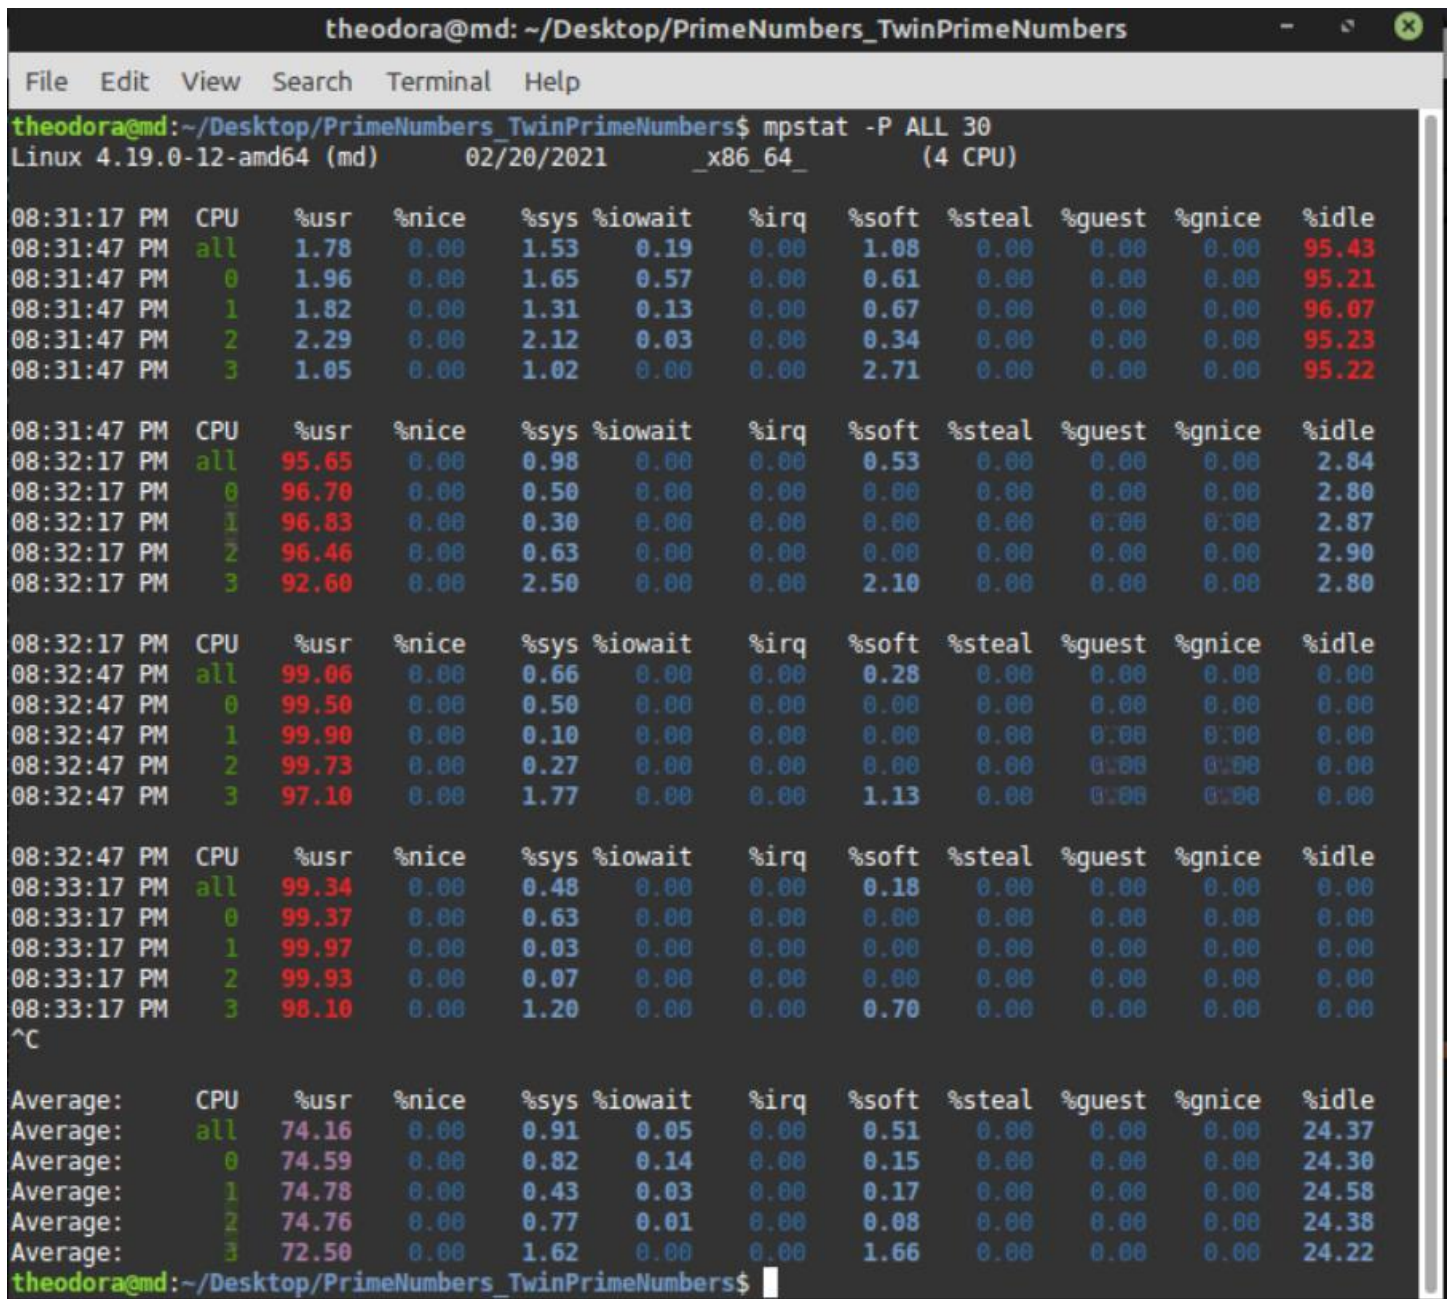 theodora@md: ~/Desktop/PrimeNumbers_TwinPrimeNumbers
File Edit View Search Terminal Help
theodora@md:~/Desktop/PrimeNumbers_TwinPrimeNumbers$ mpstat -P ALL 30
Linux 4.19.0-12-amd64 (md) 02/20/2021 _x86_64_ (4 CPU)
08:31:17 PM CPU %usr %nice %sys %iowait %irq %soft %steal %guest %gnice %idle
08:31:47 PM all 1.78 0.00 1.53 0.19 0.00 1.08 0.00 0.00 0.00 95.43
08:31:47 PM 0 1.96 0.00 1.65 0.57 0.00 0.61 0.00 0.00 0.00 95.21
08:31:47 PM 1 1.82 0.00 1.31 0.13 0.00 0.67 0.00 0.00 0.00 96.07
08:31:47 PM 2 2.29 0.00 2.12 0.03 0.00 0.34 0.00 0.00 0.00 95.23
08:31:47 PM 3 1.05 0.00 1.02 0.00 0.00 2.71 0.00 0.00 0.00 95.22
08:31:47 PM CPU %usr %nice %sys %iowait %irq %soft %steal %guest %gnice %idle
08:32:17 PM all 95.65 0.00 0.98 0.00 0.00 0.53 0.00 0.00 0.00 2.84
08:32:17 PM 0 96.70 0.00 0.50 0.00 0.00 0.00 0.00 0.00 0.00 2.80
08:32:17 PM 1 96.83 0.00 0.30 0.00 0.00 0.00 0.00 0.00 0.00 2.87
08:32:17 PM 2 96.46 0.00 0.63 0.00 0.00 0.00 0.00 0.00 0.00 2.90
08:32:17 PM 3 92.60 0.00 2.50 0.00 0.00 2.10 0.00 0.00 0.00 2.80
08:32:17 PM CPU %usr %nice %sys %iowait %irq %soft %steal %guest %gnice %idle
08:32:47 PM all 99.06 0.00 0.66 0.00 0.00 0.28 0.00 0.00 0.00 0.00
08:32:47 PM 0 99.50 0.00 0.50 0.00 0.00 0.00 0.00 0.00 0.00 0.00
08:32:47 PM 1 99.90 0.00 0.10 0.00 0.00 0.00 0.00 0.00 0.00 0.00
08:32:47 PM 2 99.73 0.00 0.27 0.00 0.00 0.00 0.00 0.00 0.00 0.00
08:32:47 PM 3 97.10 0.00 1.77 0.00 0.00 1.13 0.00 0.00 0.00 0.00
08:32:47 PM CPU %usr %nice %sys %iowait %irq %soft %steal %guest %gnice %idle
08:33:17 PM all 99.34 0.00 0.48 0.00 0.00 0.18 0.00 0.00 0.00 0.00
08:33:17 PM 0 99.37 0.00 0.63 0.00 0.00 0.00 0.00 0.00 0.00 0.00
08:33:17 PM 1 99.97 0.00 0.03 0.00 0.00 0.00 0.00 0.00 0.00 0.00
08:33:17 PM 2 99.93 0.00 0.07 0.00 0.00 0.00 0.00 0.00 0.00 0.00
08:33:17 PM 3 98.10 0.00 1.20 0.00 0.00 0.70 0.00 0.00 0.00 0.00
^C
Average: CPU %usr %nice %sys %iowait %irq %soft %steal %guest %gnice %idle
Average: all 74.16 0.00 0.91 0.05 0.00 0.51 0.00 0.00 0.00 24.37
Average: 0 74.59 0.00 0.82 0.14 0.00 0.15 0.00 0.00 0.00 24.30
Average: 1 74.78 0.00 0.43 0.03 0.00 0.17 0.00 0.00 0.00 24.58
Average: 2 74.76 0.00 0.77 0.01 0.00 0.08 0.00 0.00 0.00 24.38
Average: 3 72.50 0.00 1.62 0.00 0.00 1.66 0.00 0.00 0.00 24.22
theodora@md:~/Desktop/PrimeNumbers_TwinPrimeNumbers$